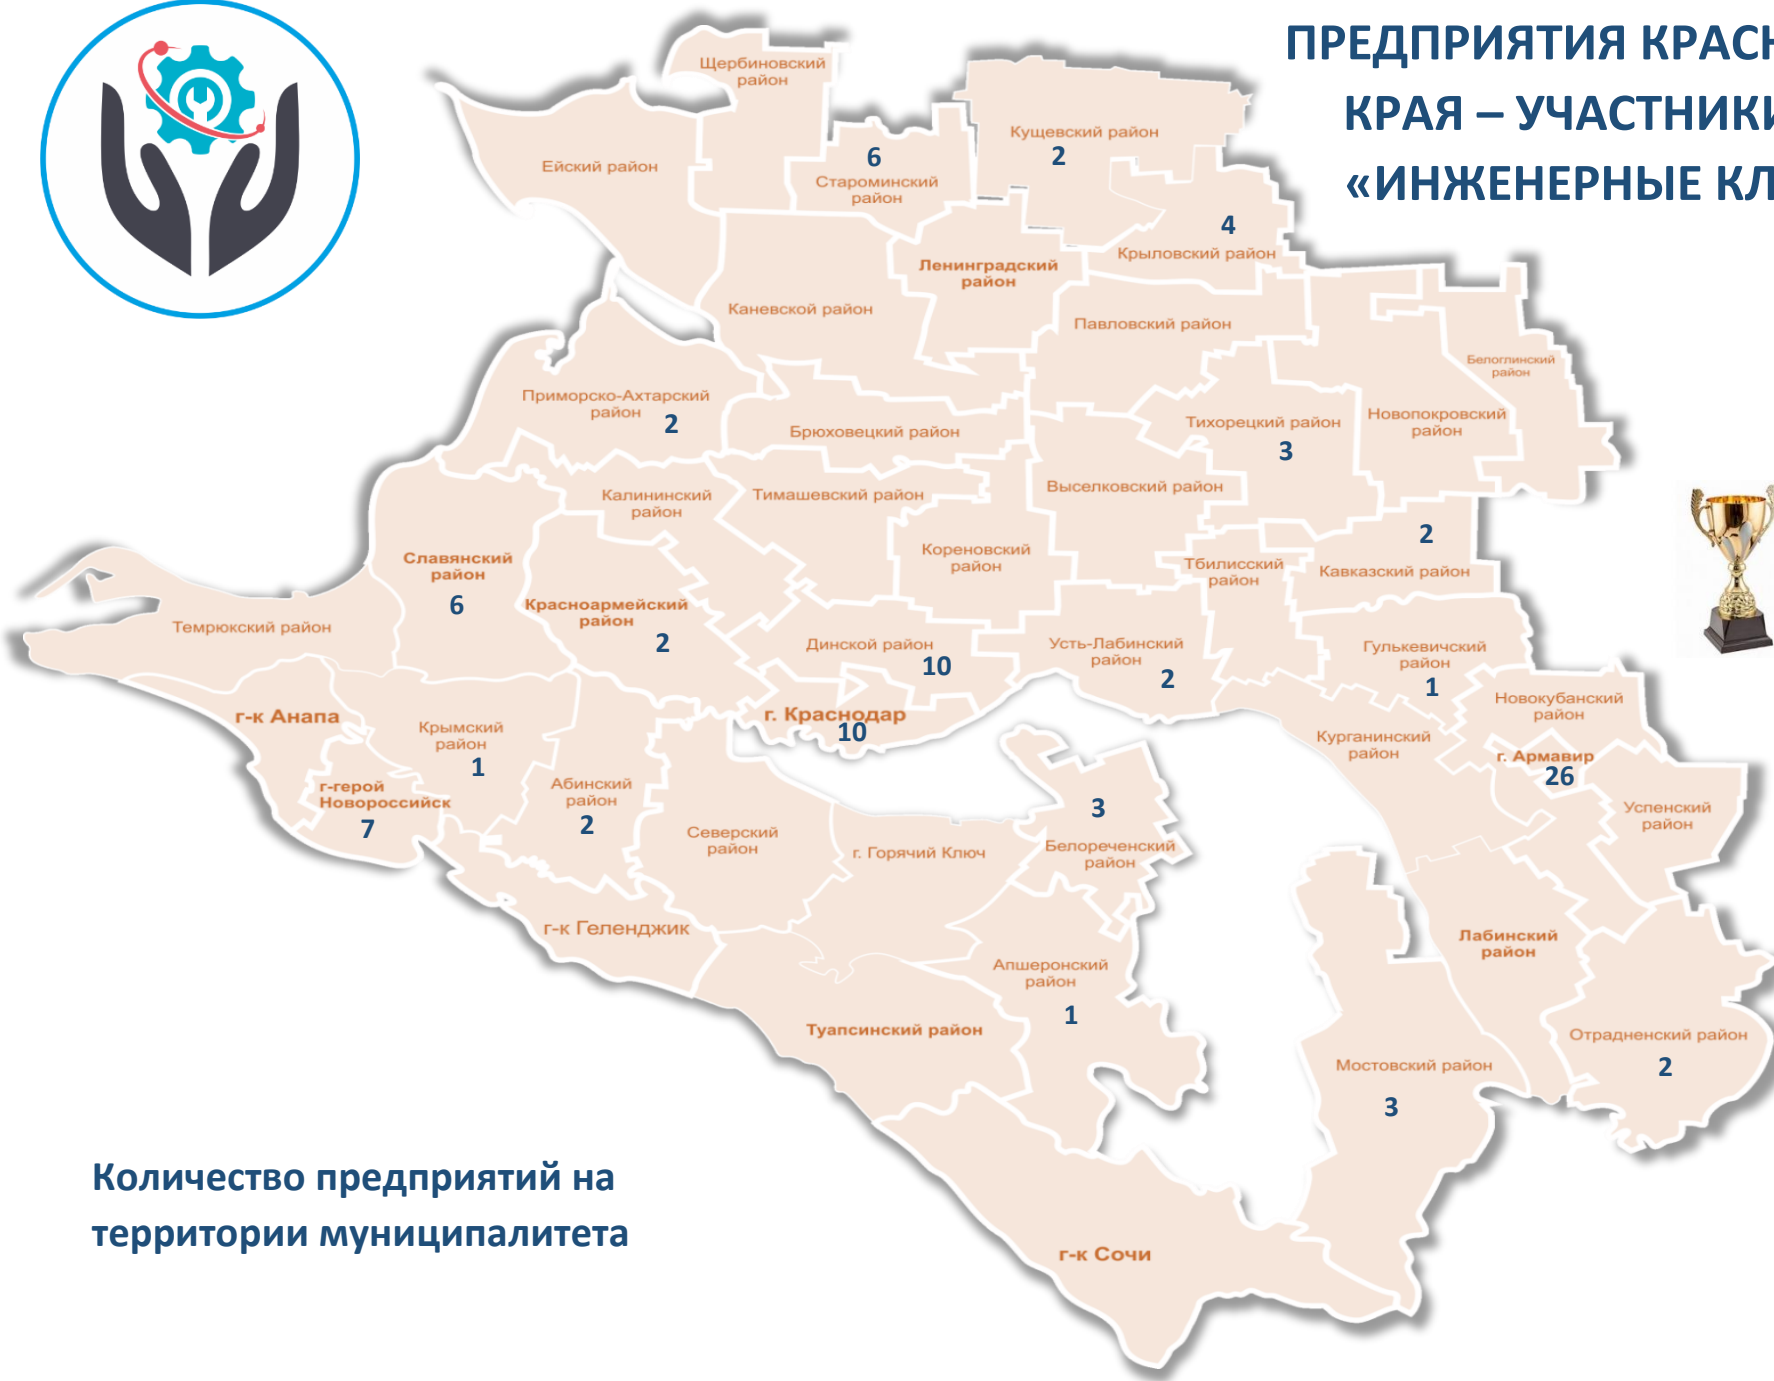 ПРЕДПРИЯТИЯ КРАСН
КРАЯ – УЧАСТНИКИ
«ИНЖЕНЕРНЫЕ КЛ
Щербиновский
район
Ейский район
6
Староминский
район
Кущевский район
2
4
Крыловский район
Ленинградский
район
Каневской район
Павловский район
Белоглинский
район
Приморско-Ахтарский
район
2
Брюховецкий район
Тихорецкий район
3
Новопокровский
район
Калининский
район
Тимашевский район
Выселковский район
2
Кавказский район
Славянский
район
6
Кореновский
район
Тбилисский
район
Красноармейский
район
2
Темрюкский район
Динской район
10
Усть-Лабинский
район
2
Гулькевичский
район
1
г-к Анапа
г. Краснодар
10
Новокубанский
район
Крымский
район
1
Курганинский
район
г. Армавир
26
г-герой
Новороссийск
7
Абинский
район
2
3
Белореченский
район
Успенский
район
Северский
район
г. Горячий Ключ
г-к Геленджик
Лабинский
район
Апшеронский
район
1
Туапсинский район
Отрадненский район
2
Мостовский район
3
Количество предприятий на
территории муниципалитета
г-к Сочи